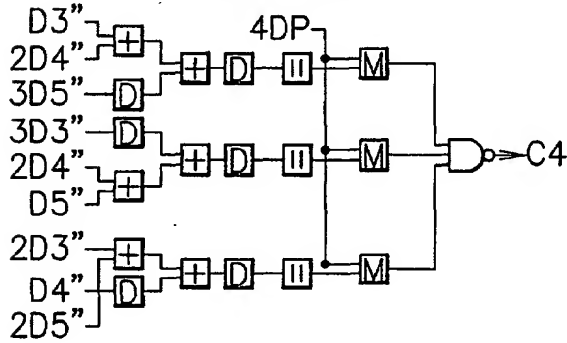 D3"
2D4"
3D5"
3D3"
2D4"
D5"
2D3"
D4"
2D5"
4DP
+ + D || M
D
D
+ D || M
+
+ + D || M
D
C4